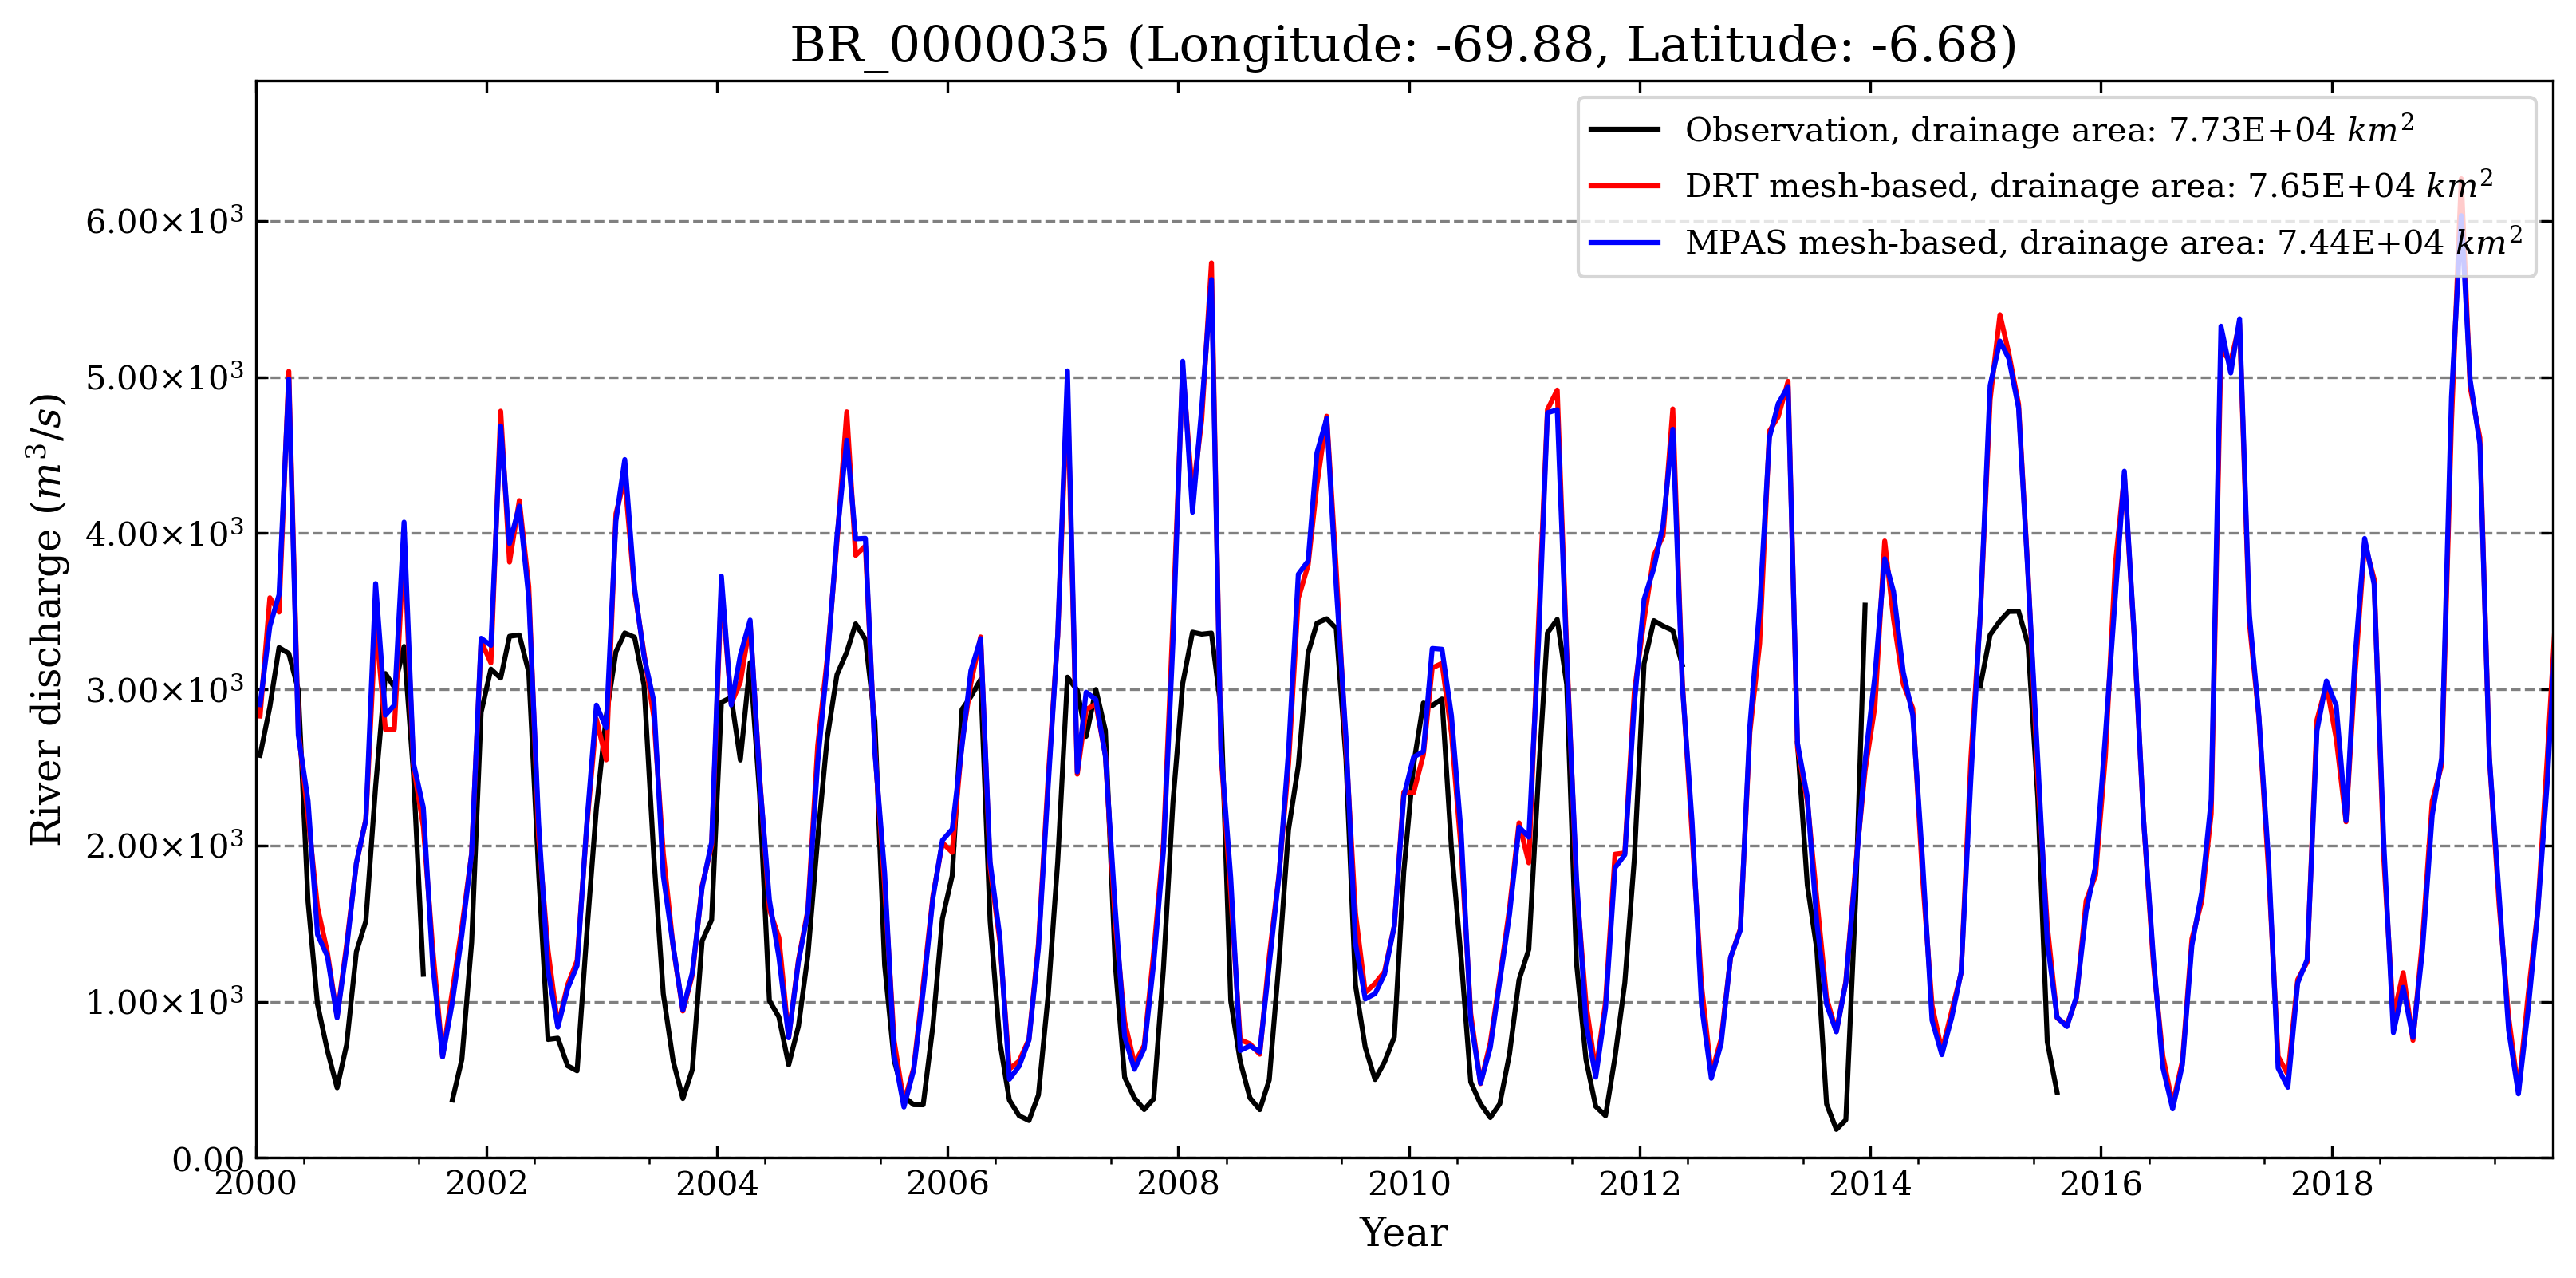 BR_0000035 (Longitude: -69.88, Latitude: -6.68)
Observation, drainage area: 7.73E+04 km²
DRT mesh-based, drainage area: 7.65E+04 km²
MPAS mesh-based, drainage area: 7.44E+04 km²
River discharge (m³/s)
6.00×10³
5.00×10³
4.00×10³
3.00×10³
2.00×10³
1.00×10³
0.00
2000 2002 2004 2006 2008 2010 2012 2014 2016 2018
Year